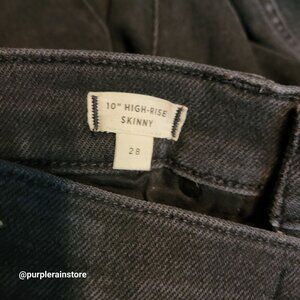 10" HIGH-RISE
SKINNY
28
@purplerainstore